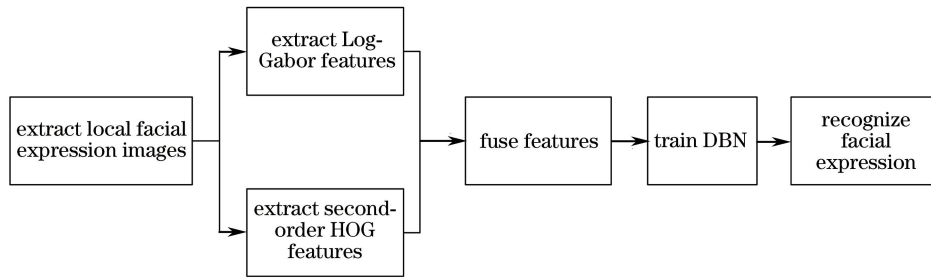 extract local facial
expression images
extract Log-
Gabor features
extract second-
order HOG
features
fuse features
train DBN
recognize
facial
expression